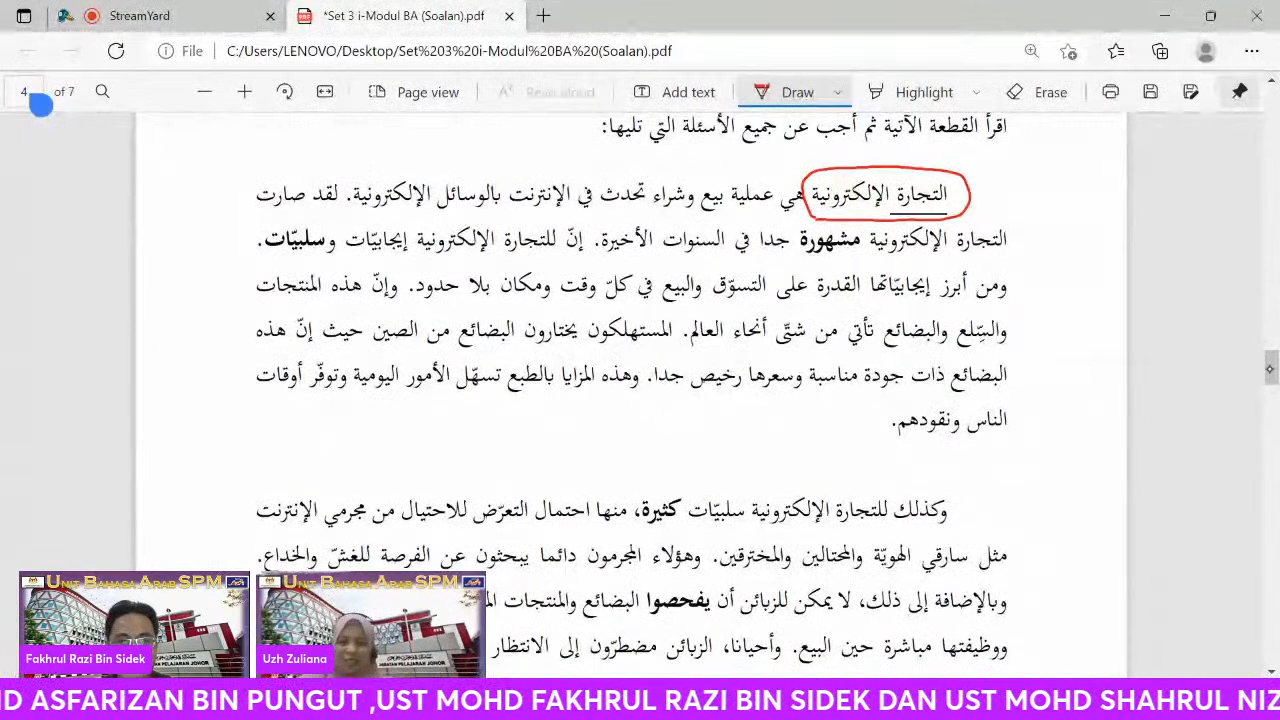 StreamYard
*Set 3 i-Modul BA (Soalan).pdf
File
C:/Users/LENOVO/Desktop/Set%203%20i-Modul%20BA%20(Soalan).pdf
4 of 7
Page view
Read aloud
Add text
Draw
Highlight
Erase
اقرأ القطعة الآتية ثم أجب عن جميع الأسئلة التي تليها:
التجارة الإلكترونية هي عملية بيع وشراء تحدث في الإنترنت بالوسائل الإلكترونية. لقد صارت
التجارة الإلكترونية مشهورة جدا في السنوات الأخيرة. إنّ للتجارة الإلكترونية إيجابيّات وسلبيّات.
ومن أبرز إيجابيّاتها القدرة على التسوّق والبيع في كلّ وقت ومكان بلا حدود. وإنّ هذه المنتجات
والسِّلع والبضائع تأتي من شتّى أنحاء العالم. المستهلكون يختارون البضائع من الصين حيث إنّ هذه
البضائع ذات جودة مناسبة وسعرها رخيص جدا. وهذه المزايا بالطبع تسهّل الأمور اليومية وتوفّر أوقات
الناس ونقودهم.
وكذلك للتجارة الإلكترونية سلبيّات كثيرة، منها احتمال التعرّض للاحتيال من مجرمي الإنترنت
مثل سارقي الهويّة والمحتالين والمخترقين. وهؤلاء المجرمون دائما يبحثون عن الفرصة للغشّ والخداع.
وبالإضافة إلى ذلك، لا يمكن للزبائن أن يفحصوا البضائع والمنتجات
ووظيفتها مباشرة حين البيع. وأحيانا، الزبائن مضطرّون إلى الانتظار
UNIT BAHASA ARAB SPM
UNIT BAHASA ARAB SPM
JABATAN PELAJARAN JOHOR
Fakhrul Razi Bin Sidek
Uzh Zuliana
ASFARIZAN BIN PUNGUT ,UST MOHD FAKHRUL RAZI BIN SIDEK DAN UST MOHD SHAHRUL